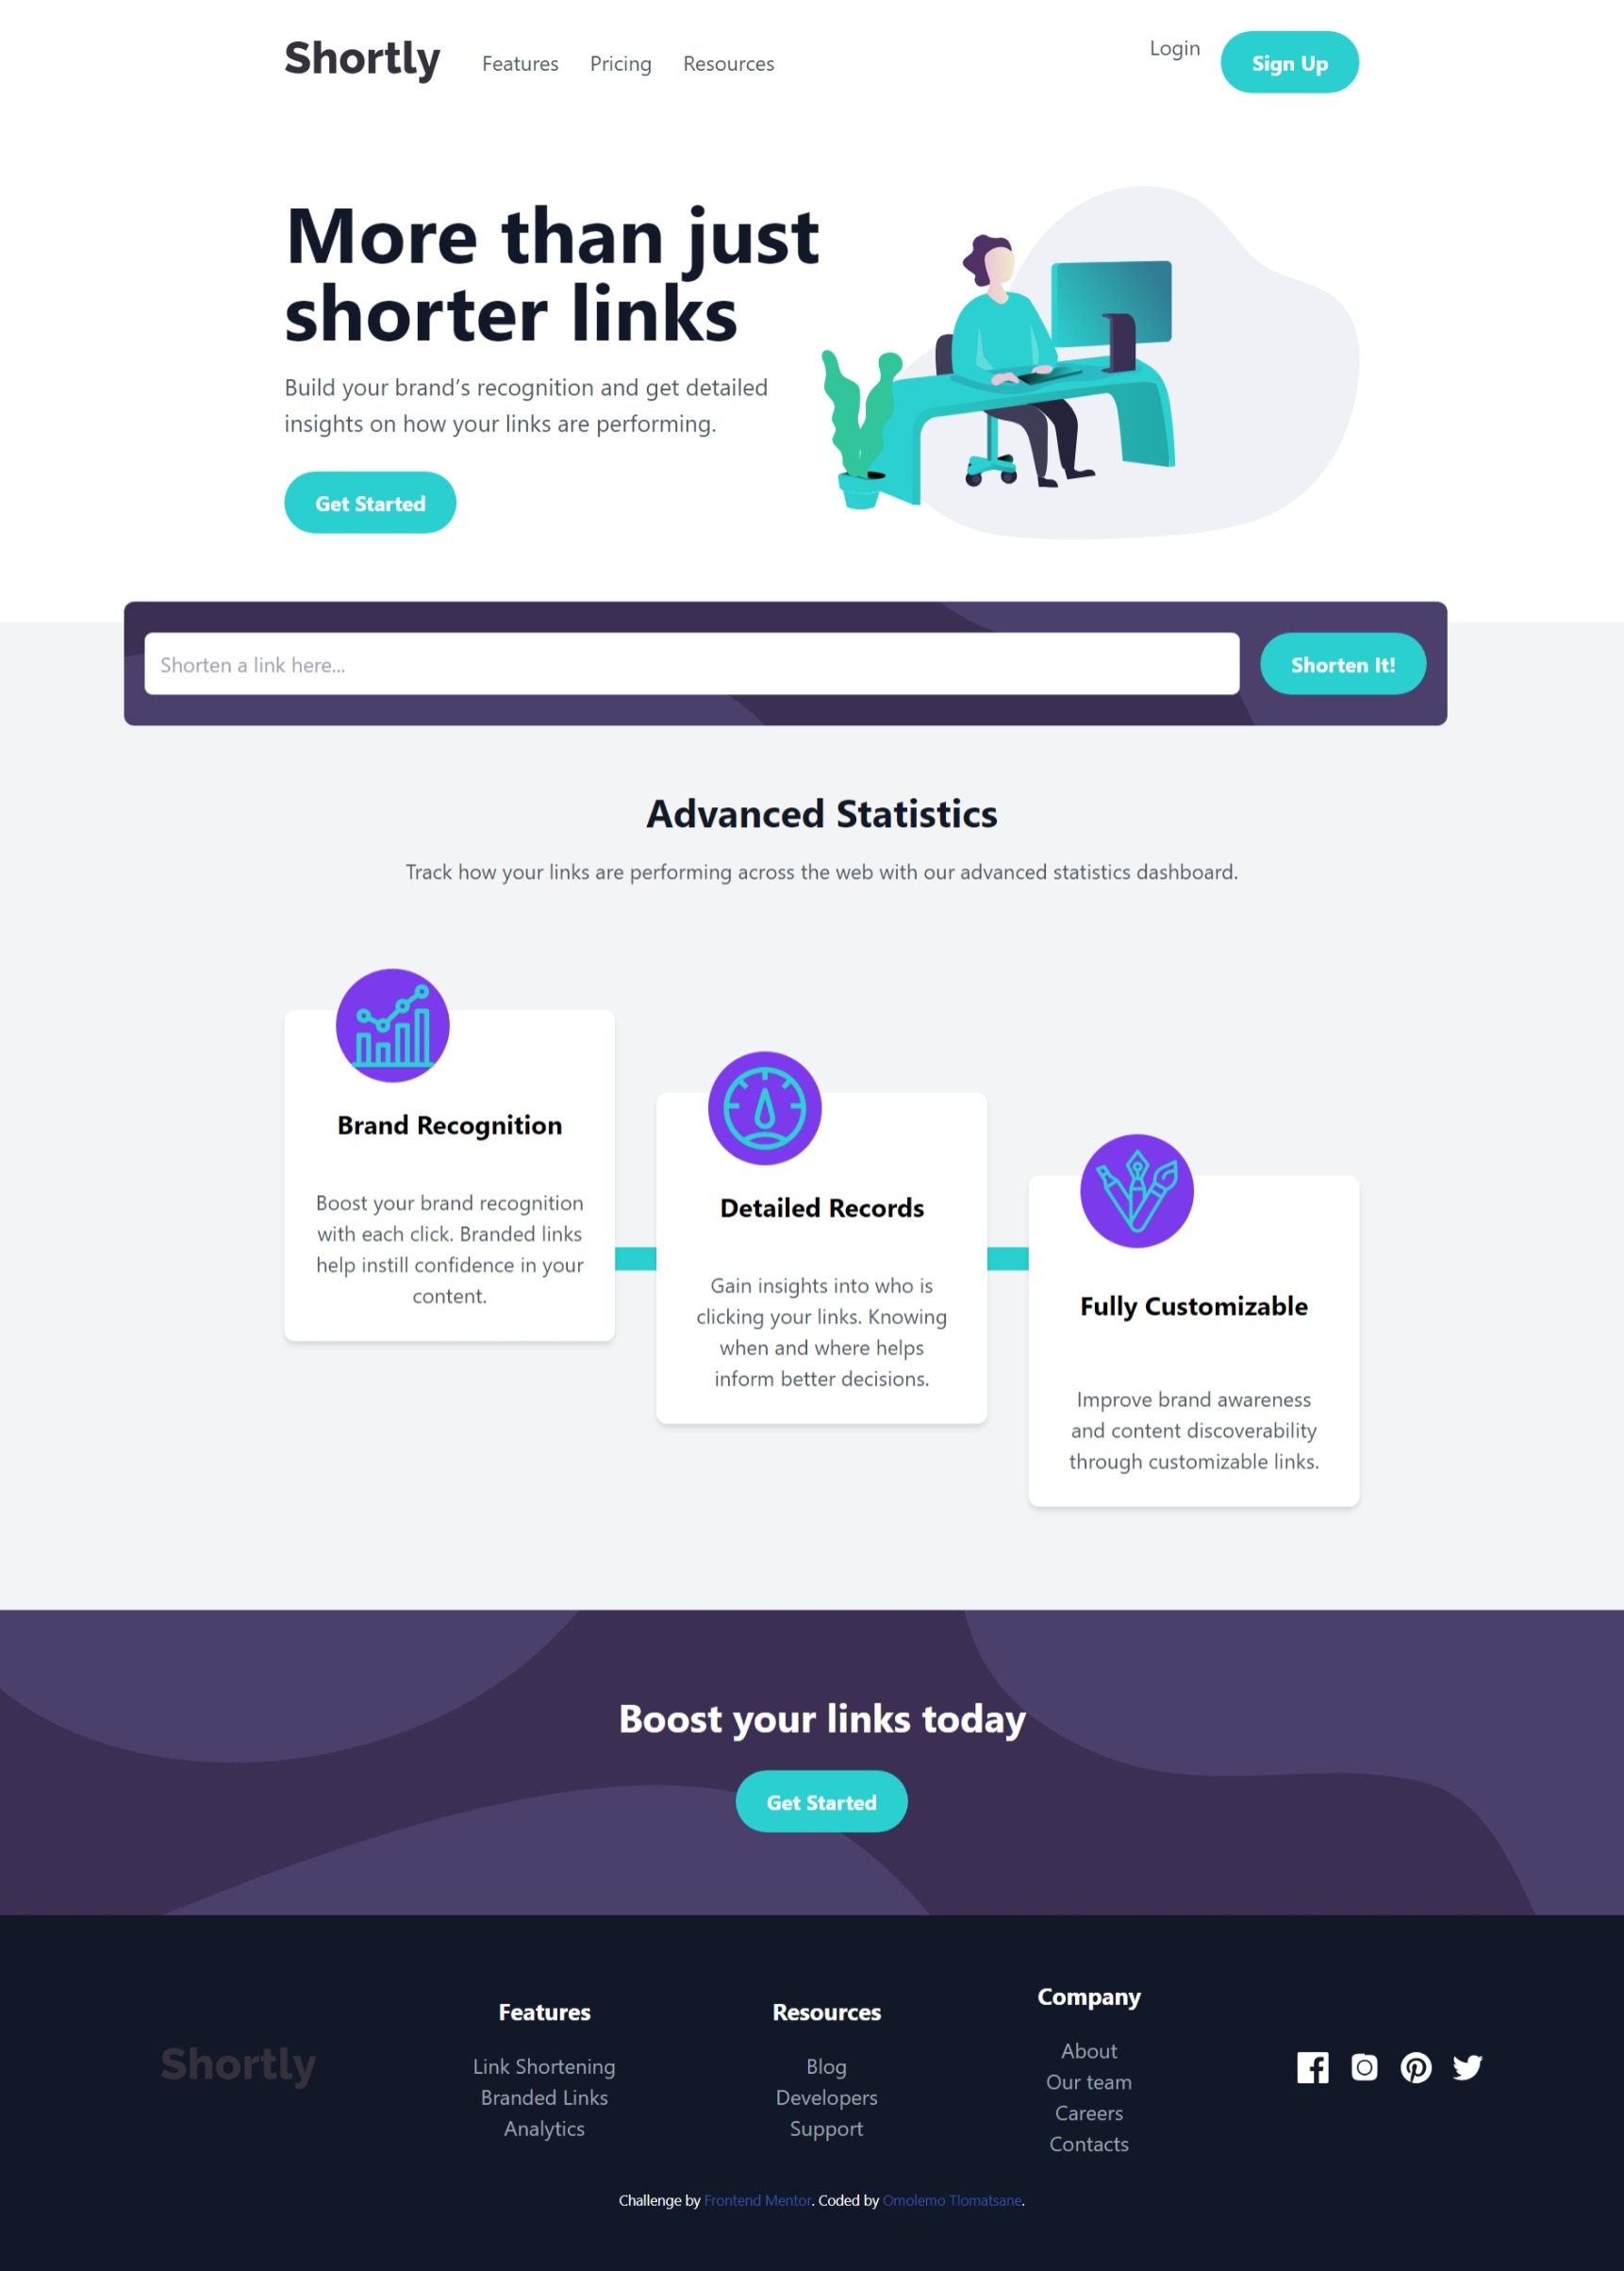 Shortly
Features
Pricing
Resources
Login
Sign Up
More than just
shorter links
Build your brand’s recognition and get detailed
insights on how your links are performing.
Get Started
Shorten a link here...
Shorten It!
Advanced Statistics
Track how your links are performing across the web with our advanced statistics dashboard.
Brand Recognition
Boost your brand recognition
with each click. Branded links
help instill confidence in your
content.
Detailed Records
Gain insights into who is
clicking your links. Knowing
when and where helps
inform better decisions.
Fully Customizable
Improve brand awareness
and content discoverability
through customizable links.
Boost your links today
Get Started
Shortly
Features
Link Shortening
Branded Links
Analytics
Resources
Blog
Developers
Support
Company
About
Our team
Careers
Contacts
Challenge by Frontend Mentor. Coded by Omolemo Tlomatsane.